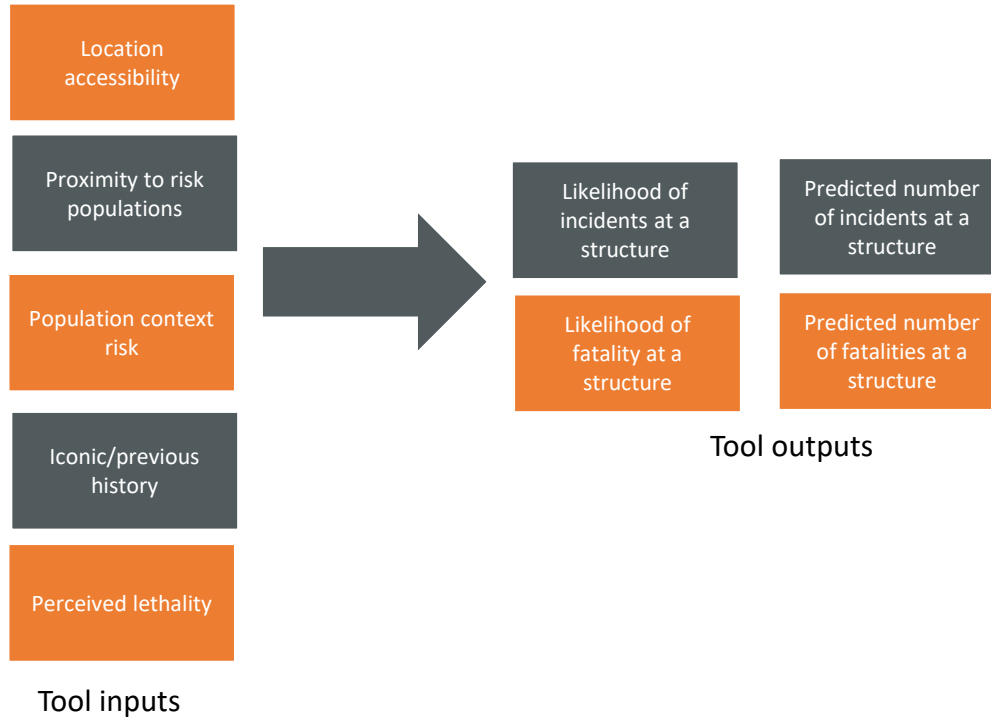 Location
accessibility
Proximity to risk
populations
Population context
risk
Iconic/previous
history
Perceived lethality
Tool inputs
Likelihood of
incidents at a
structure
Predicted number
of incidents at a
structure
Likelihood of
fatality at a
structure
Predicted number
of fatalities at a
structure
Tool outputs